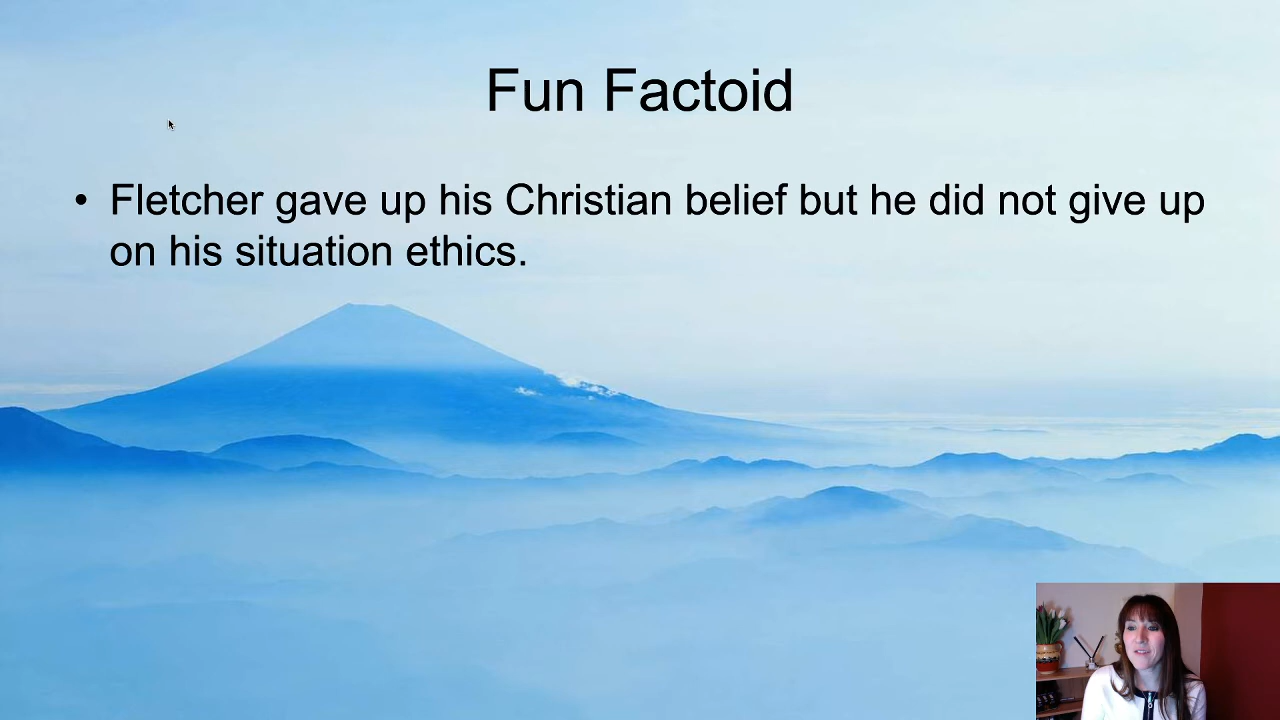 Fun Factoid
• Fletcher gave up his Christian belief but he did not give up
on his situation ethics.